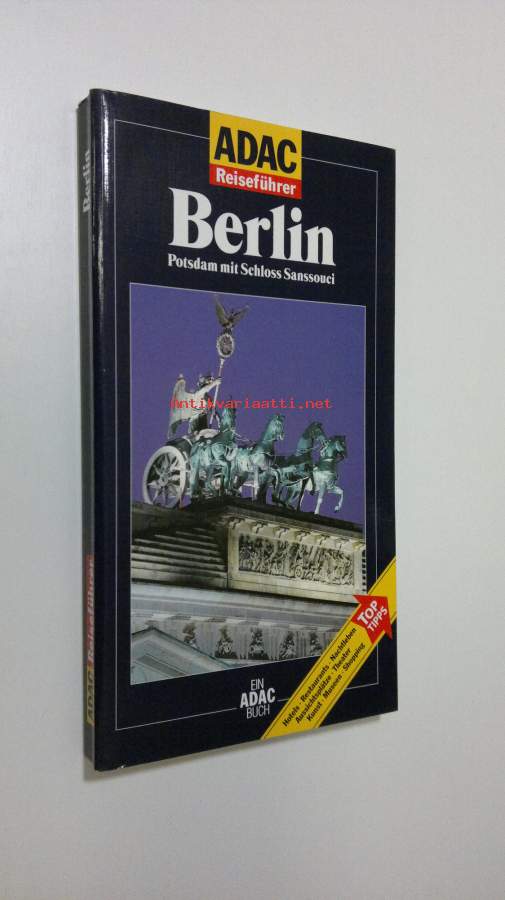 ADAC
Reiseführer
Berlin
Potsdam mit Schloss Sanssouci
antikvariaatti.net
TOP
TIPPS
Hotels · Restaurants · Nachtleben
Aussichtsplätze · Theater
Kunst · Museen · Shopping
EIN
ADAC
BUCH
Berlin
ADAC Reiseführer